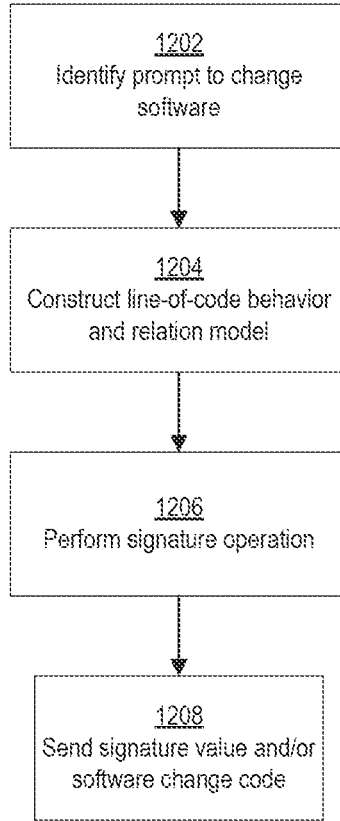 1202
Identify prompt to change
software
1204
Construct line-of-code behavior
and relation model
1206
Perform signature operation
1208
Send signature value and/or
software change code